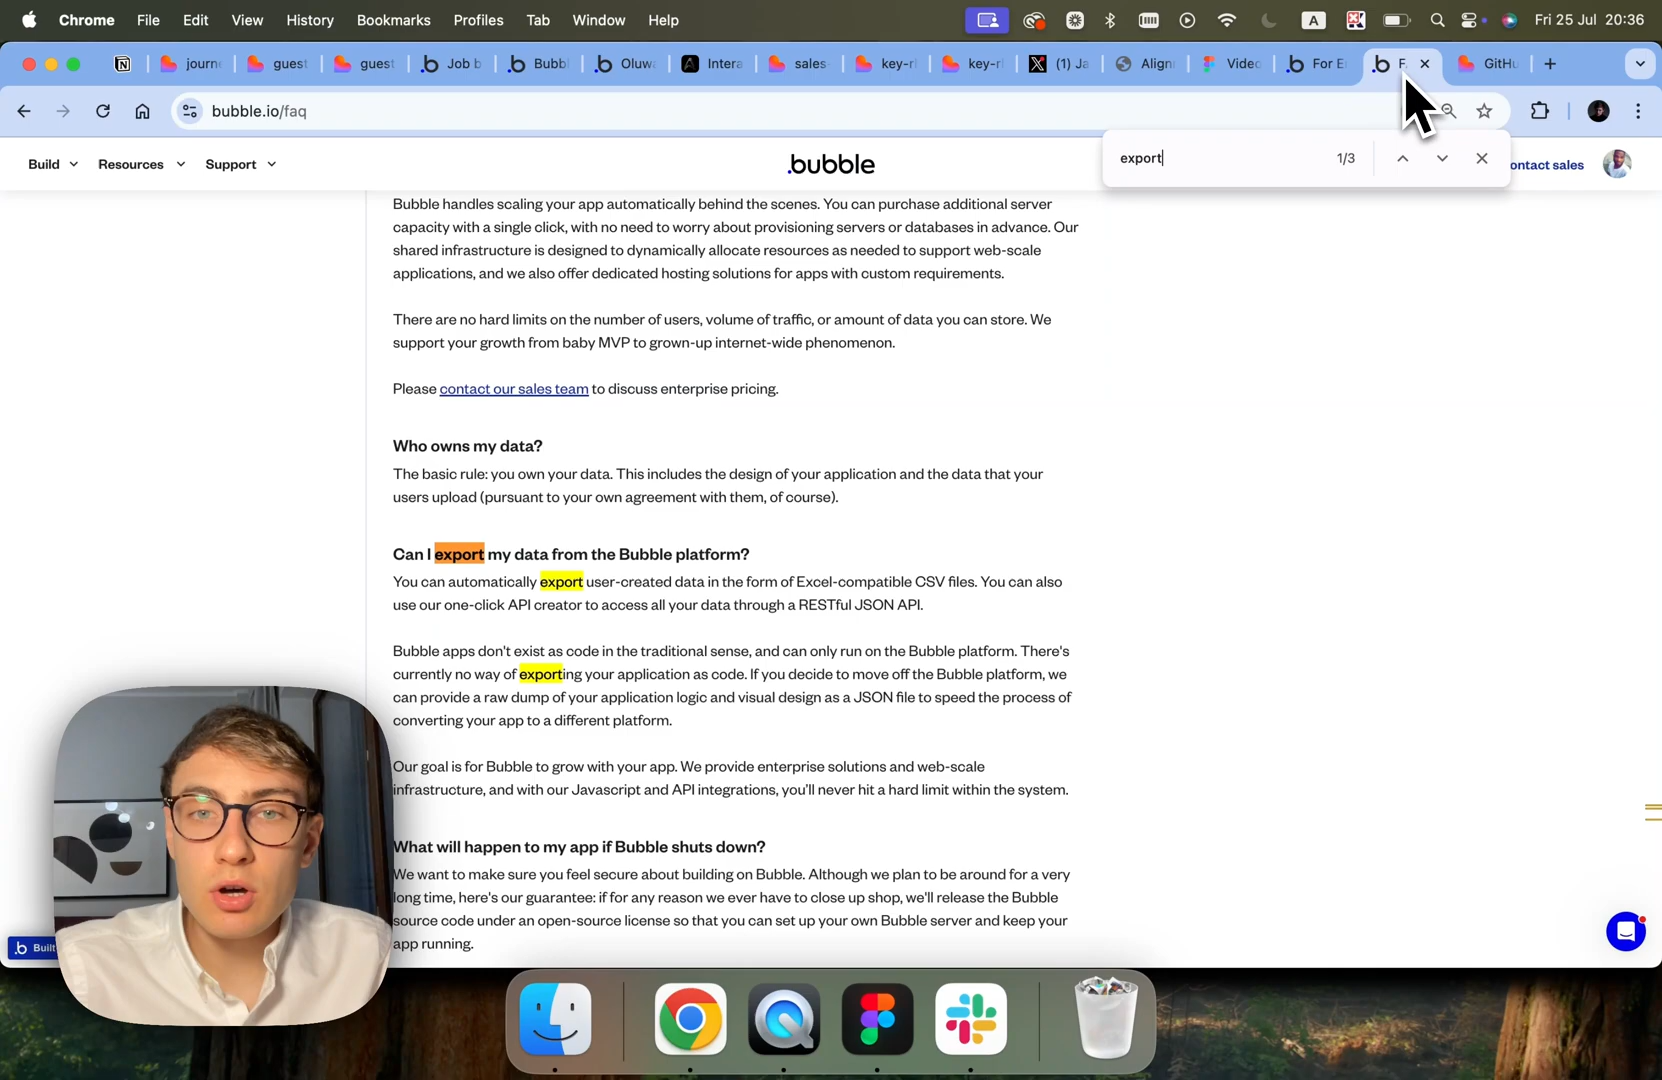 Chrome File Edit View History Bookmarks Profiles Tab Window Help A Fri 25 Jul 20:36
journ guest guest Job b Bubbl Oluwa Intera sales- key-r key-r (1) Ja Align Video For E F GitHu
bubble.io/faq
export 1/3
Build Resources Support .bubble ontact sales
Bubble handles scaling your app automatically behind the scenes. You can purchase additional server
capacity with a single click, with no need to worry about provisioning servers or databases in advance. Our
shared infrastructure is designed to dynamically allocate resources as needed to support web-scale
applications, and we also offer dedicated hosting solutions for apps with custom requirements.
There are no hard limits on the number of users, volume of traffic, or amount of data you can store. We
support your growth from baby MVP to grown-up internet-wide phenomenon.
Please contact our sales team to discuss enterprise pricing.
Who owns my data?
The basic rule: you own your data. This includes the design of your application and the data that your
users upload (pursuant to your own agreement with them, of course).
Can I export my data from the Bubble platform?
You can automatically export user-created data in the form of Excel-compatible CSV files. You can also
use our one-click API creator to access all your data through a RESTful JSON API.
Bubble apps don't exist as code in the traditional sense, and can only run on the Bubble platform. There's
currently no way of exporting your application as code. If you decide to move off the Bubble platform, we
can provide a raw dump of your application logic and visual design as a JSON file to speed the process of
converting your app to a different platform.
Our goal is for Bubble to grow with your app. We provide enterprise solutions and web-scale
infrastructure, and with our Javascript and API integrations, you'll never hit a hard limit within the system.
What will happen to my app if Bubble shuts down?
We want to make sure you feel secure about building on Bubble. Although we plan to be around for a very
long time, here's our guarantee: if for any reason we ever have to close up shop, we'll release the Bubble
source code under an open-source license so that you can set up your own Bubble server and keep your
app running.
Built